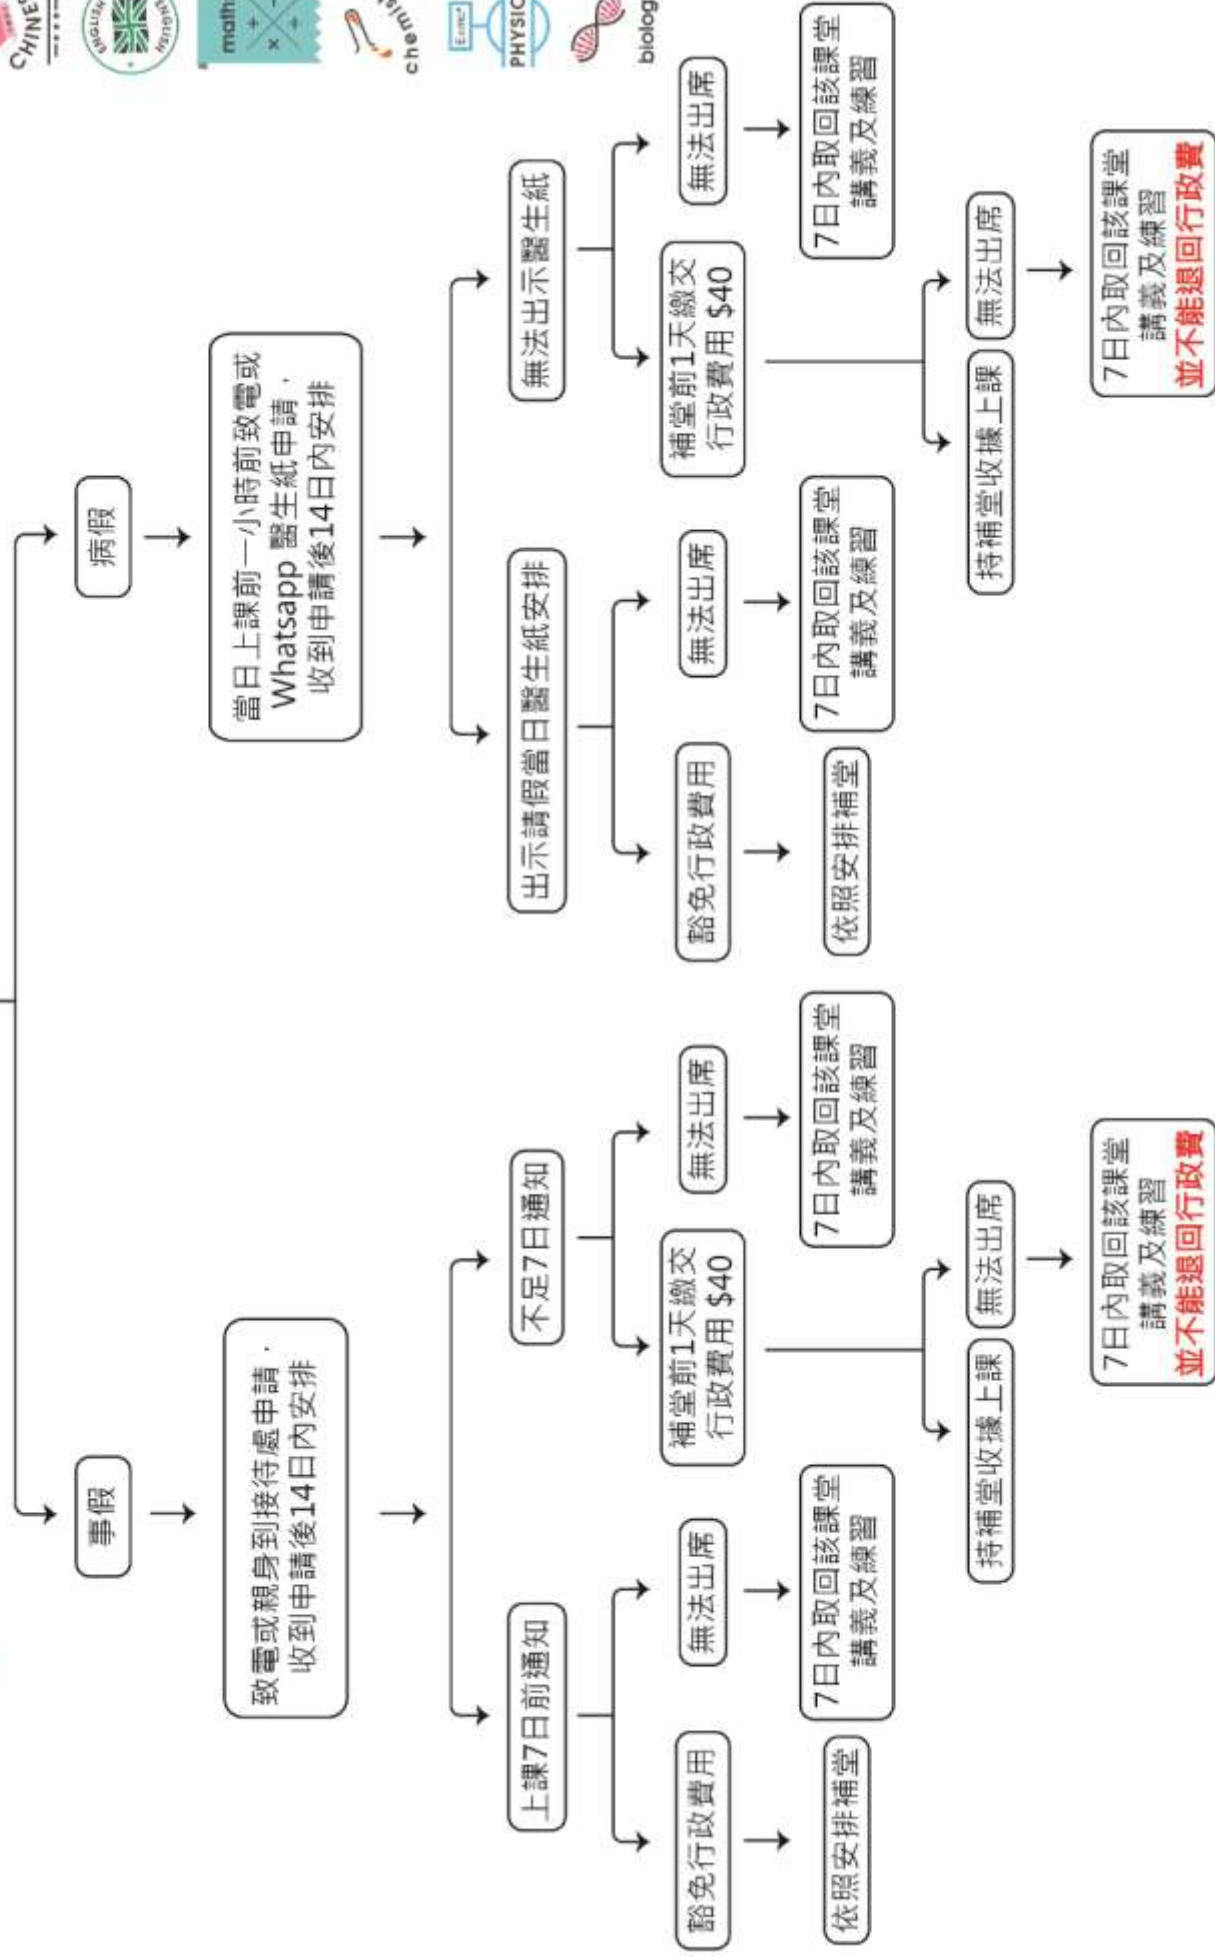 事假
致電或親身到接待處申請，
收到申請後14日內安排
上課7日前通知
豁免行政費用
依照安排補堂
無法出席
7日內取回該課堂
講義及練習
不足7日通知
補堂前1天繳交
行政費用 $40
持補堂收據上課
無法出席
7日內取回該課堂
講義及練習
並不能退回行政費
無法出席
7日內取回該課堂
講義及練習
病假
當日上課前一小時前致電或
Whatsapp 醫生紙申請，
收到申請後14日內安排
出示請假當日醫生紙安排
豁免行政費用
依照安排補堂
無法出席
7日內取回該課堂
講義及練習
無法出示醫生紙
補堂前1天繳交
行政費用 $40
持補堂收據上課
無法出席
7日內取回該課堂
講義及練習
並不能退回行政費
無法出席
7日內取回該課堂
講義及練習
CHINE
ENGLISH
math
chemis
PHYSIC
biolog